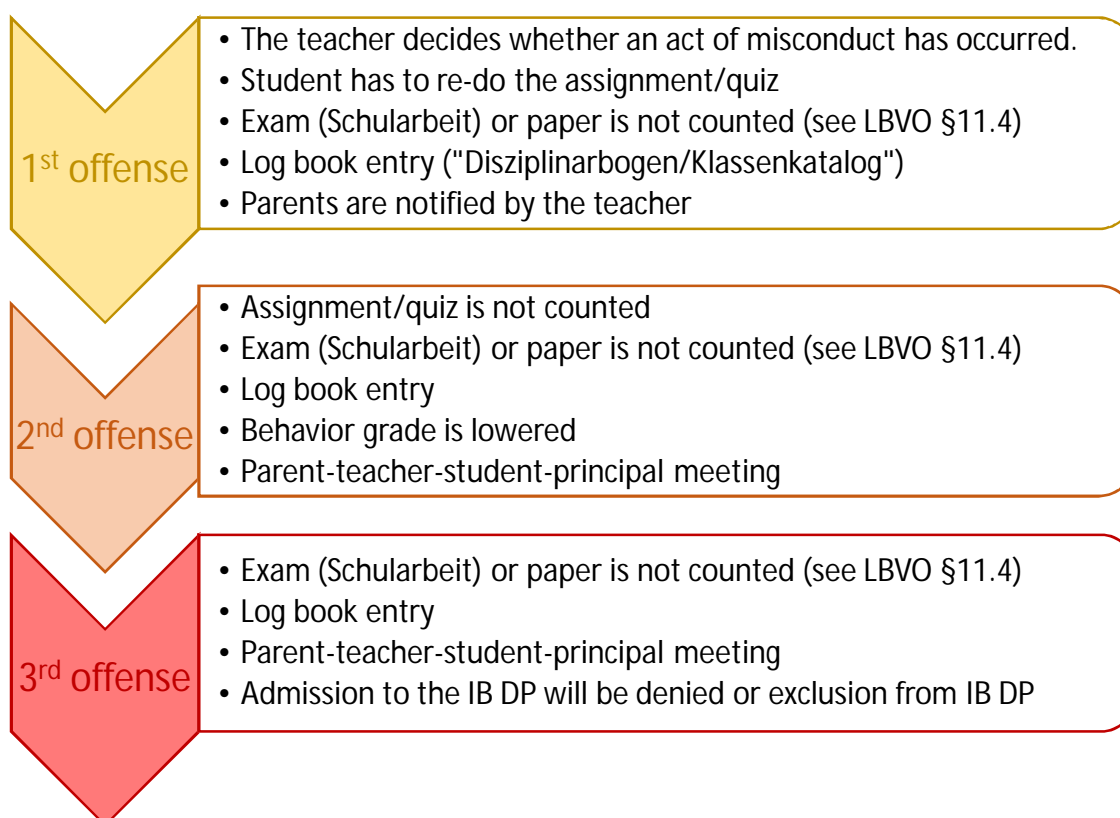 1st offense
• The teacher decides whether an act of misconduct has occurred.
• Student has to re-do the assignment/quiz
• Exam (Schularbeit) or paper is not counted (see LBVO §11.4)
• Log book entry ("Disziplinarbogen/Klassenkatalog")
• Parents are notified by the teacher
2nd offense
• Assignment/quiz is not counted
• Exam (Schularbeit) or paper is not counted (see LBVO §11.4)
• Log book entry
• Behavior grade is lowered
• Parent-teacher-student-principal meeting
3rd offense
• Exam (Schularbeit) or paper is not counted (see LBVO §11.4)
• Log book entry
• Parent-teacher-student-principal meeting
• Admission to the IB DP will be denied or exclusion from IB DP